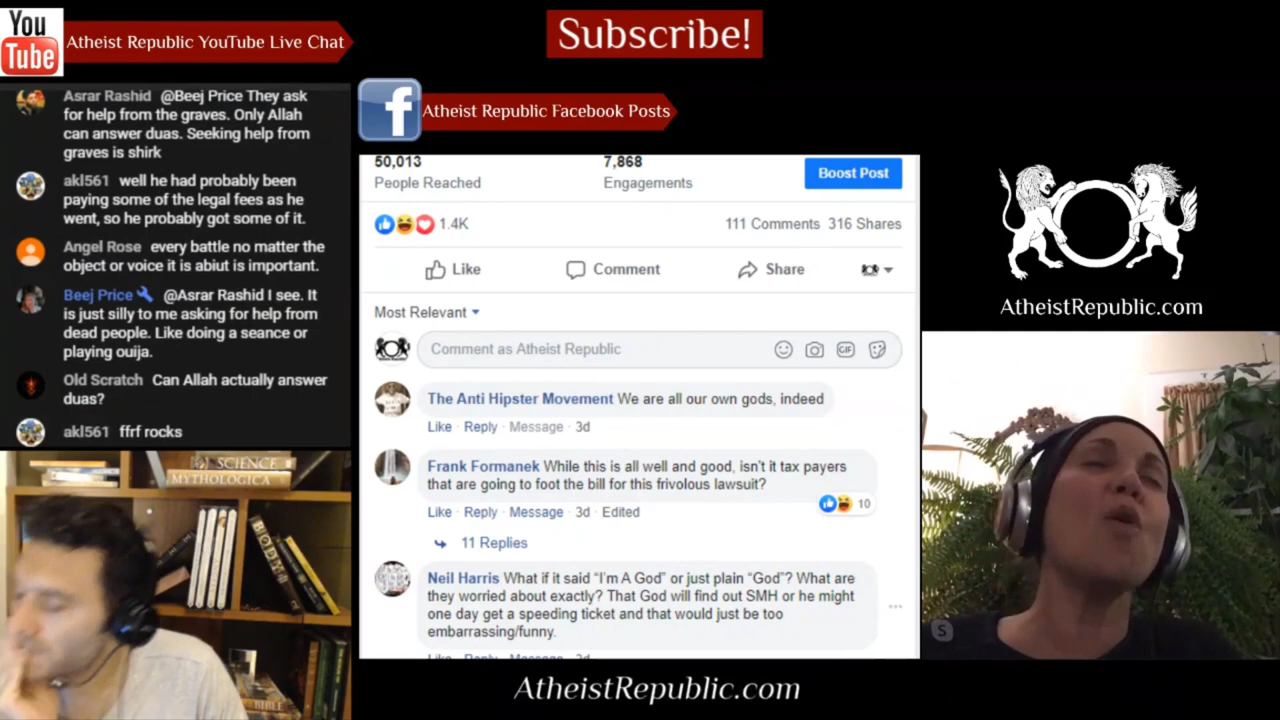 You
Tube
Atheist Republic YouTube Live Chat
Subscribe!
Asrar Rashid @Beej Price They ask
for help from the graves. Only Allah
can answer duas. Seeking help from
graves is shirk
akl561 well he had probably been
paying some of the legal fees as he
went, so he probably got some of it.
Angel Rose every battle no matter the
object or voice it is abiut is important.
Beej Price @Asrar Rashid I see. It
is just silly to me asking for help from
dead people. Like doing a seance or
playing ouija.
Old Scratch Can Allah actually answer
duas?
akl561 ffrf rocks
f
Atheist Republic Facebook Posts
50,013
People Reached
7,868
Engagements
Boost Post
1.4K
111 Comments 316 Shares
Like
Comment
Share
Most Relevant
Comment as Atheist Republic
GIF
The Anti Hipster Movement We are all our own gods, indeed
Like · Reply · Message · 3d
Frank Formanek While this is all well and good, isn't it tax payers
that are going to foot the bill for this frivolous lawsuit?
10
Like · Reply · Message · 3d · Edited
11 Replies
Neil Harris What if it said “I'm A God” or just plain “God”? What are
they worried about exactly? That God will find out SMH or he might
one day get a speeding ticket and that would just be too
embarrassing/funny.
Like · Reply · Message · 3d
AtheistRepublic.com
S
SCIENCE
MYTHOLOGICA
BIBLE
AtheistRepublic.com